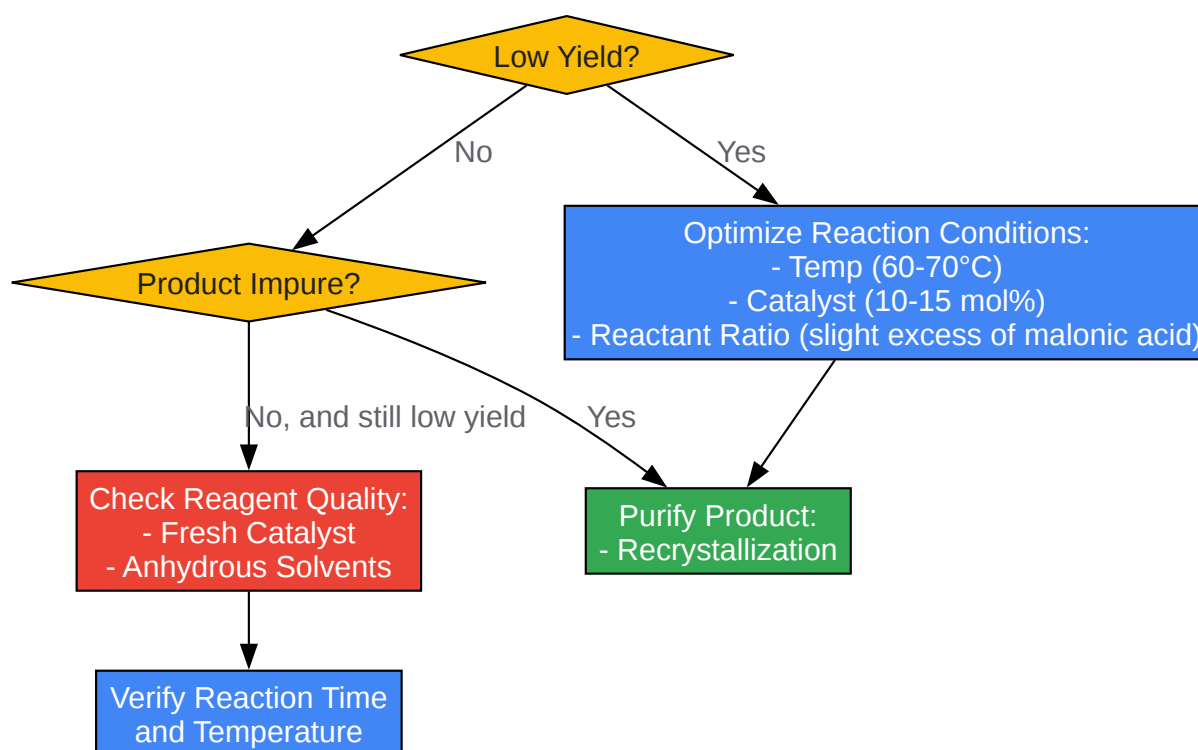 Low Yield?
No
Yes
Optimize Reaction Conditions:
- Temp (60-70°C)
- Catalyst (10-15 mol%)
- Reactant Ratio (slight excess of malonic acid)
Product Impure?
No, and still low yield
Yes
Check Reagent Quality:
- Fresh Catalyst
- Anhydrous Solvents
Purify Product:
- Recrystallization
Verify Reaction Time
and Temperature